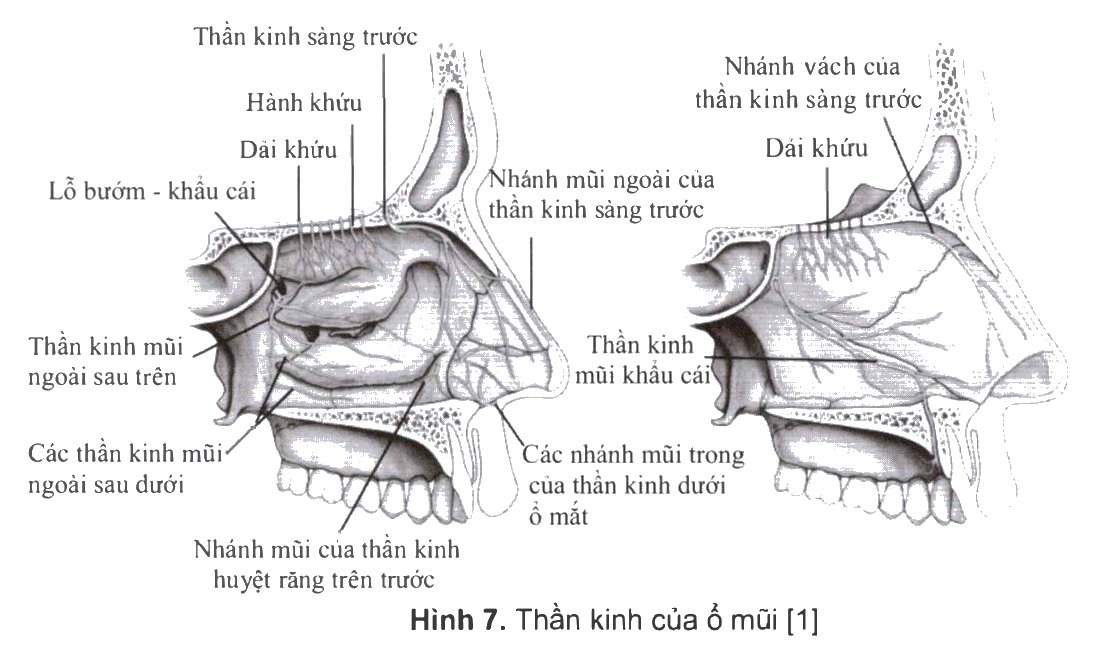 Thần kinh sàng trước
Hành khứu
Dải khứu
Lỗ bướm - khẩu cái
Nhánh mũi ngoài của
thần kinh sàng trước
Thần kinh mũi
ngoài sau trên
Các thần kinh mũi
ngoài sau dưới
Nhánh mũi của thần kinh
huyệt răng trên trước
Các nhánh mũi trong
của thần kinh dưới
ổ mắt
Nhánh vách của
thần kinh sàng trước
Dải khứu
Thần kinh
mũi khẩu cái
Hình 7. Thần kinh của ổ mũi [1]